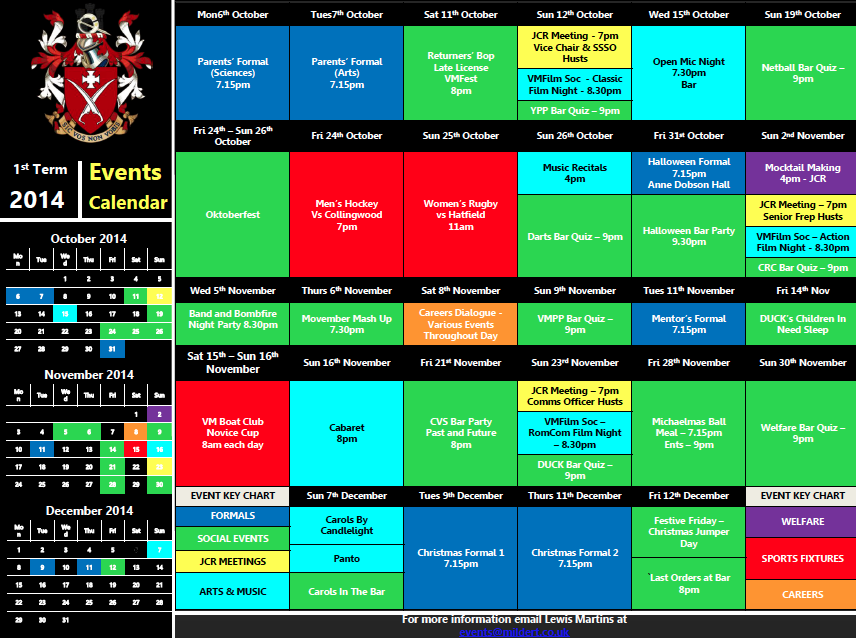 SIC VOS NON VOBIS
1st Term
2014
Events
Calendar
October 2014
Mo
n
Tue
We
d
Thu
Fri
Sat
Sun
1 2 3 4 5
6 7 8 9 10 11 12
13 14 15 16 17 18 19
20 21 22 23 24 25 26
27 28 29 30 31
November 2014
Mo
n
Tue
We
d
Thu
Fri
Sat
Sun
1 2
3 4 5 6 7 8 9
10 11 12 13 14 15 16
17 18 19 20 21 22 23
24 25 26 27 28 29 30
December 2014
Mo
n
Tue
We
d
Thu
Fri
Sat
Sun
1 2 3 4 5 7
8 9 10 11 12 13 14
15 16 17 18 19 20 21
22 23 24 25 26 27 28
29 30 31
Mon6th October
Parents' Formal
(Sciences)
7.15pm
Tues7th October
Parents' Formal
(Arts)
7.15pm
Sat 11th October
Returners' Bop
Late License
VMFest
8pm
Sun 12th October
JCR Meeting - 7pm
Vice Chair & SSSO
Husts
VMFilm Soc - Classic
Film Night - 8.30pm
YPP Bar Quiz – 9pm
Wed 15th October
Open Mic Night
7.30pm
Bar
Sun 19th October
Netball Bar Quiz –
9pm
Fri 24th – Sun 26th
October
Oktoberfest
Fri 24th October
Men's Hockey
Vs Collingwood
7pm
Sun 25th October
Women's Rugby
vs Hatfield
11am
Sun 26th October
Music Recitals
4pm
Darts Bar Quiz – 9pm
Fri 31st October
Halloween Formal
7.15pm
Anne Dobson Hall
Halloween Bar Party
9.30pm
Sun 2nd November
Mocktail Making
4pm - JCR
JCR Meeting – 7pm
Senior Frep Husts
VMFilm Soc – Action
Film Night - 8.30pm
CRC Bar Quiz – 9pm
Wed 5th November
Band and Bombfire
Night Party 8.30pm
Thurs 6th November
Movember Mash Up
7.30pm
Sat 8th November
Careers Dialogue -
Various Events
Throughout Day
Sun 9th November
VMPP Bar Quiz –
9pm
Tues 11th November
Mentor's Formal
7.15pm
Fri 14th Nov
DUCK's Children In
Need Sleep
Sat 15th – Sun 16th
November
VM Boat Club
Novice Cup
8am each day
Sun 16th November
Cabaret
8pm
Fri 21st November
CVS Bar Party
Past and Future
8pm
Sun 23rd November
JCR Meeting – 7pm
Comms Officer Husts
VMFilm Soc –
RomCom Film Night
– 8.30pm
DUCK Bar Quiz –
9pm
Fri 28th November
Michaelmas Ball
Meal – 7.15pm
Ents – 9pm
Sun 30th November
Welfare Bar Quiz –
9pm
EVENT KEY CHART
FORMALS
SOCIAL EVENTS
JCR MEETINGS
ARTS & MUSIC
Sun 7th December
Carols By
Candlelight
Panto
Carols In The Bar
Tues 9th December
Christmas Formal 1
7.15pm
Thurs 11th December
Christmas Formal 2
7.15pm
Fri 12th December
Festive Friday –
Christmas Jumper
Day
Last Orders at Bar
8pm
EVENT KEY CHART
WELFARE
SPORTS FIXTURES
CAREERS
For more information email Lewis Martins at
events@mildert.co.uk